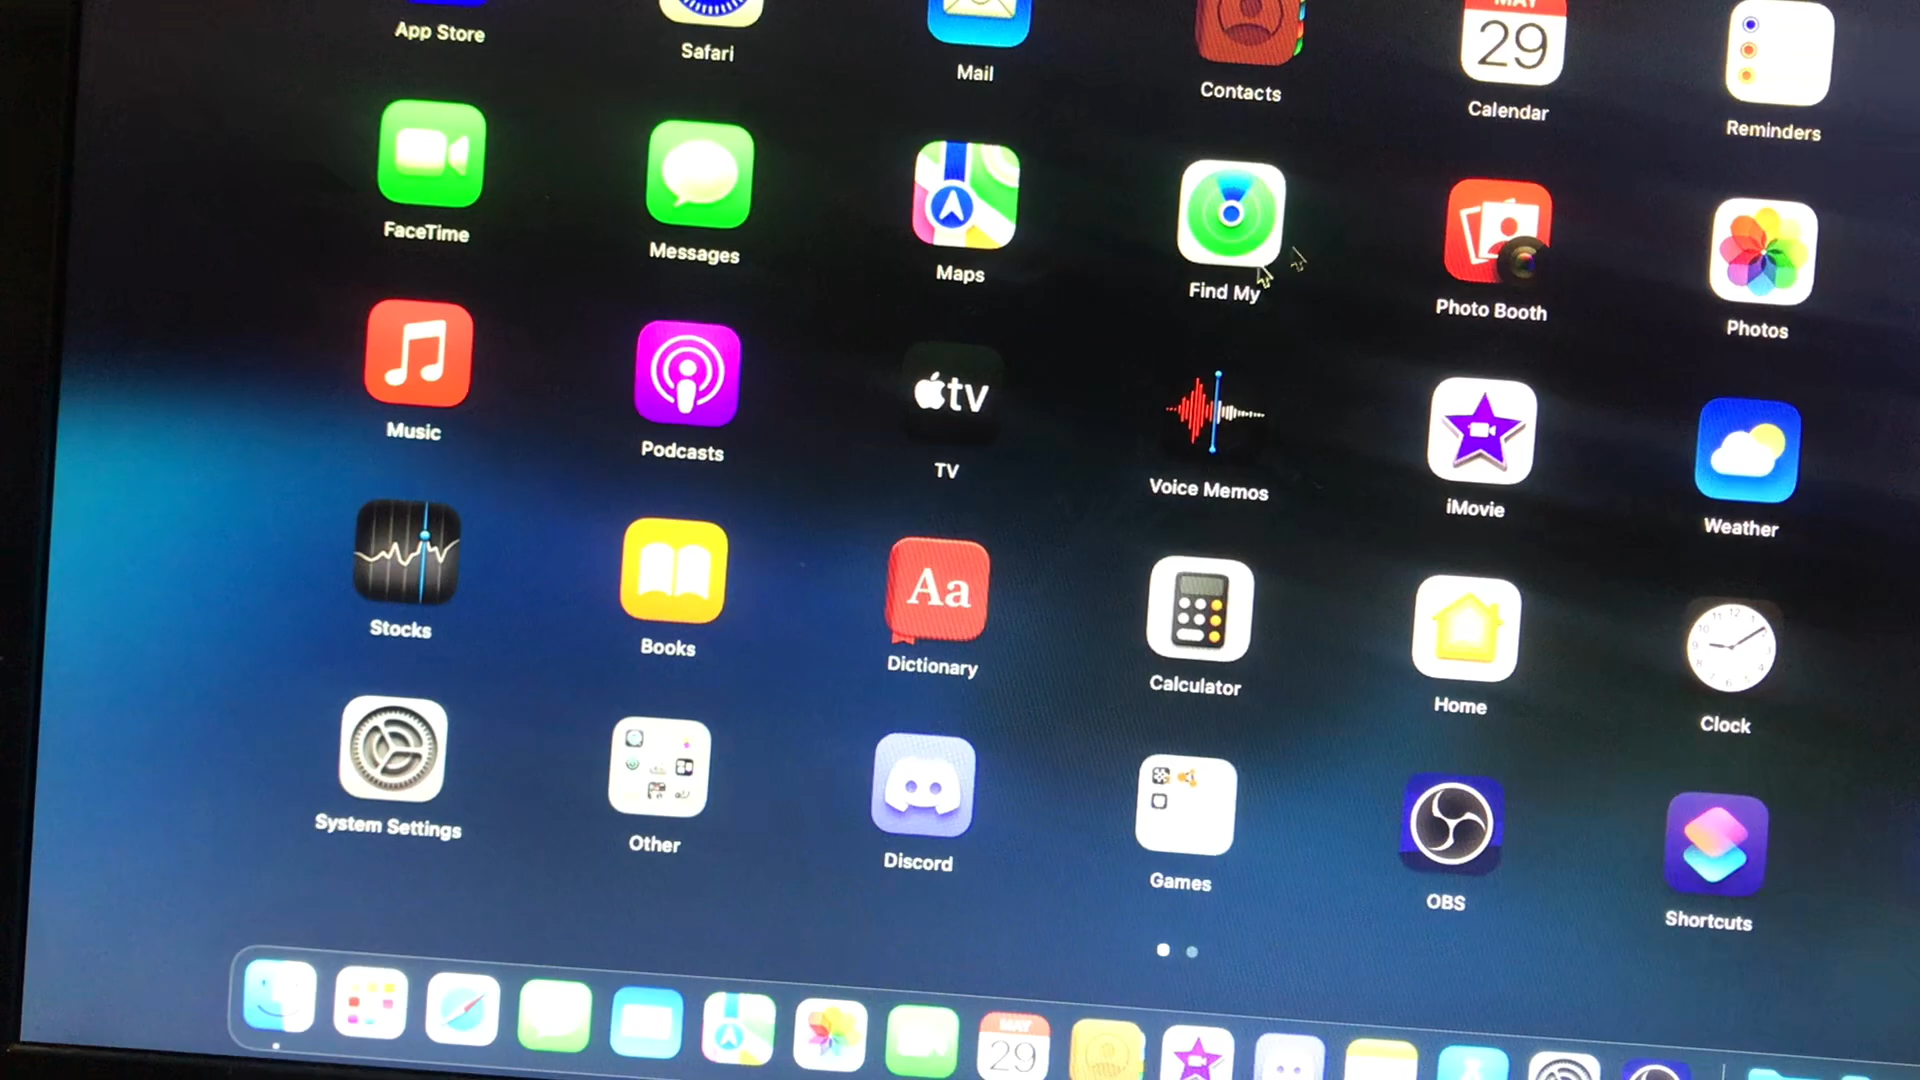 App Store
Safari
Mail
Contacts
MAY
29
Calendar
Reminders
FaceTime
Messages
Maps
Find My
Photo Booth
Photos
Music
Podcasts
tv
TV
Voice Memos
iMovie
Weather
Stocks
Books
Aa
Dictionary
Calculator
Home
Clock
System Settings
Other
Discord
Games
OBS
Shortcuts
MAY
29